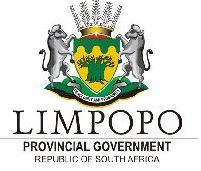 LIMPOPO
PROVINCIAL GOVERNMENT
REPUBLIC OF SOUTH AFRICA